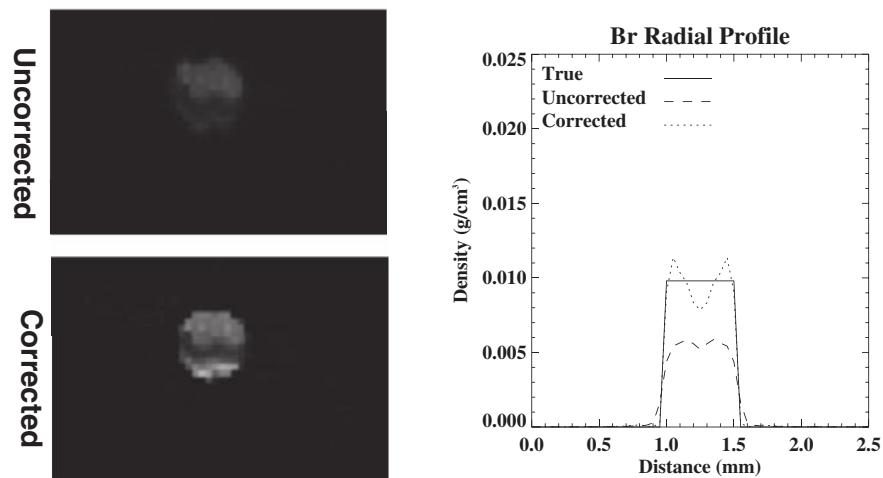 Uncorrected
Corrected
Br Radial Profile
True
Uncorrected
Corrected
0.025
0.020
0.015
0.010
0.005
0.000
Density (g/cm³)
0.0 0.5 1.0 1.5 2.0 2.5
Distance (mm)